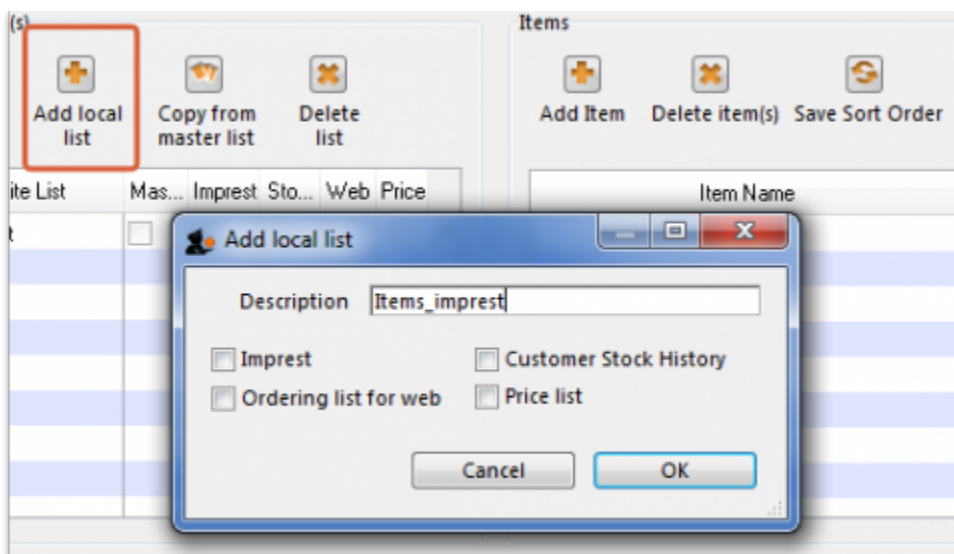 (s)
Items
Add local
list
Copy from
master list
Delete
list
Add Item
Delete item(s)
Save Sort Order
ite List
Mas...
Imprest
Sto...
Web
Price
Item Name
t
Add local list
Description
Items_imprest
Imprest
Customer Stock History
Ordering list for web
Price list
Cancel
OK